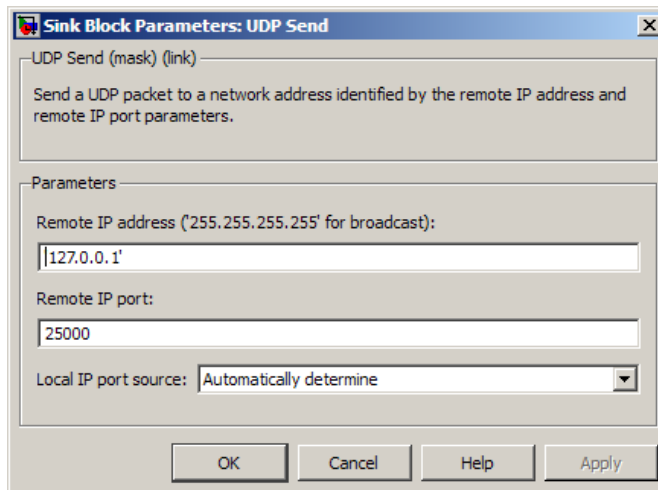 Sink Block Parameters: UDP Send
UDP Send (mask) (link)
Send a UDP packet to a network address identified by the remote IP address and
remote IP port parameters.
Parameters
Remote IP address ('255.255.255.255' for broadcast):
'127.0.0.1'
Remote IP port:
25000
Local IP port source: Automatically determine
OK Cancel Help Apply